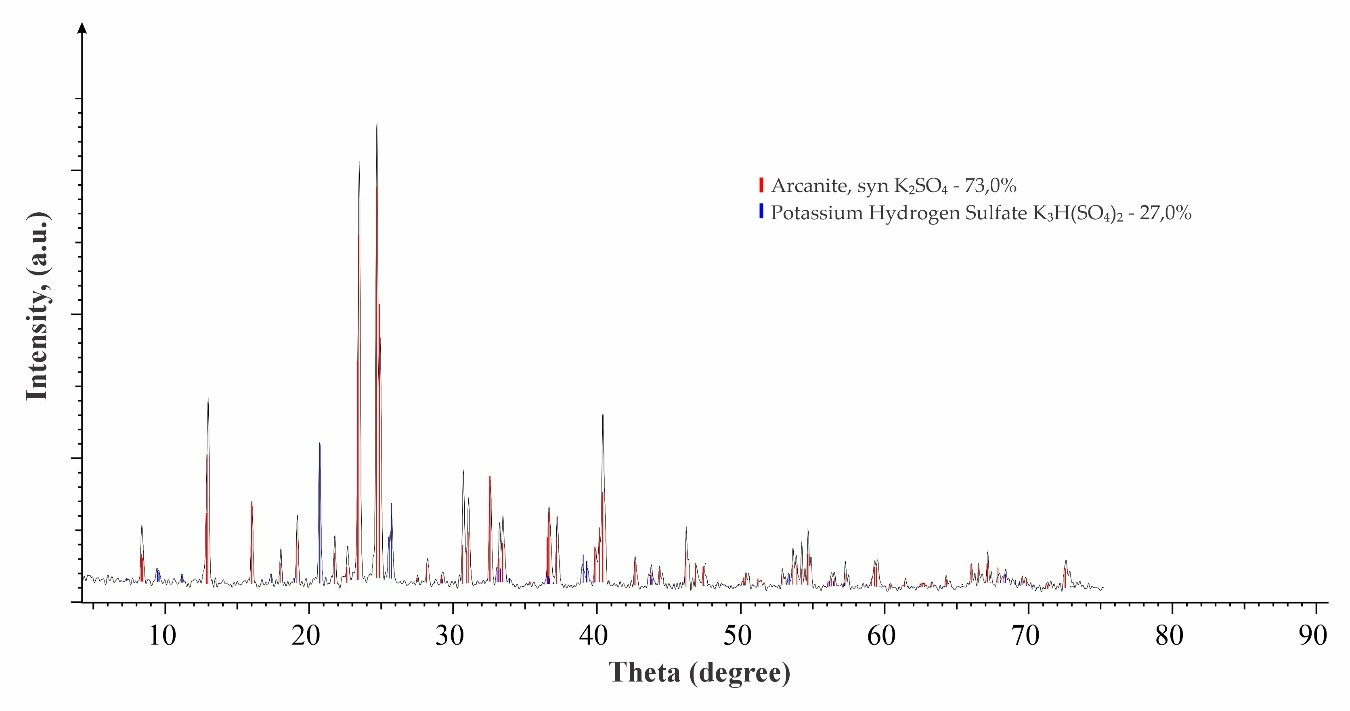 Arcanite, syn K₂SO₄ - 73,0%
Potassium Hydrogen Sulfate K₃H(SO₄)₂ - 27,0%
Intensity, (a.u.)
10 20 30 40 50 60 70 80 90
Theta (degree)